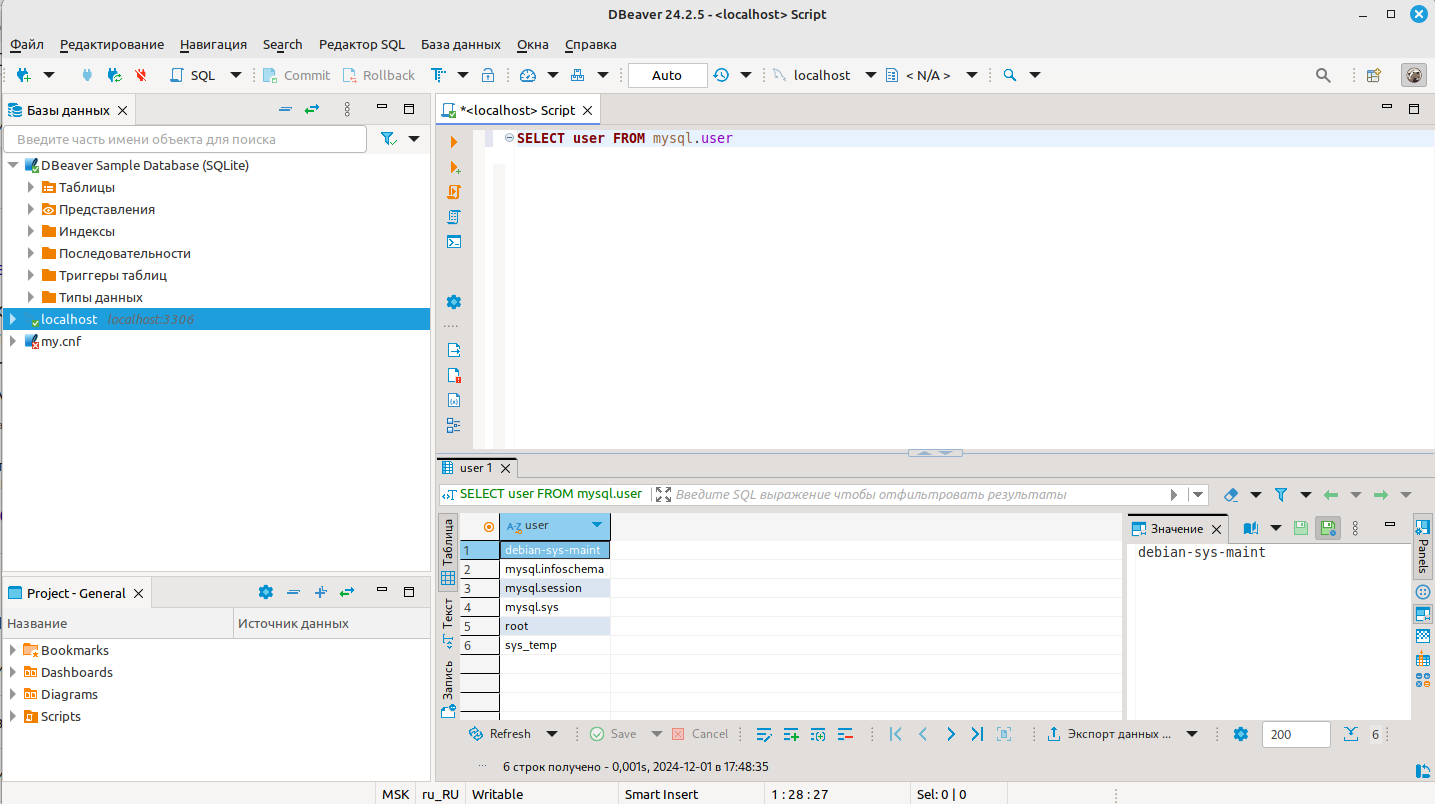 DBeaver 24.2.5 - <localhost> Script
Файл Редактирование Навигация Search Редактор SQL База данных Окна Справка
SQL Commit Rollback Auto localhost < N/A >
Базы данных
Введите часть имени объекта для поиска
DBeaver Sample Database (SQLite)
Таблицы
Представления
Индексы
Последовательности
Триггеры таблиц
Типы данных
localhost localhost:3306
my.cnf
Project - General
Название Источник данных
Bookmarks
Dashboards
Diagrams
Scripts
*<localhost> Script
SELECT user FROM mysql.user
user 1
SELECT user FROM mysql.user Введите SQL выражение чтобы отфильтровать результаты
Таблица
Текст
Запись
A-Z user
1 debian-sys-maint
2 mysql.infoschema
3 mysql.session
4 mysql.sys
5 root
6 sys_temp
Значение
debian-sys-maint
Panels
Refresh Save Cancel Экспорт данных ... 200 6
6 строк получено - 0,001s, 2024-12-01 в 17:48:35
MSK ru_RU Writable Smart Insert 1 : 28 : 27 Sel: 0 | 0